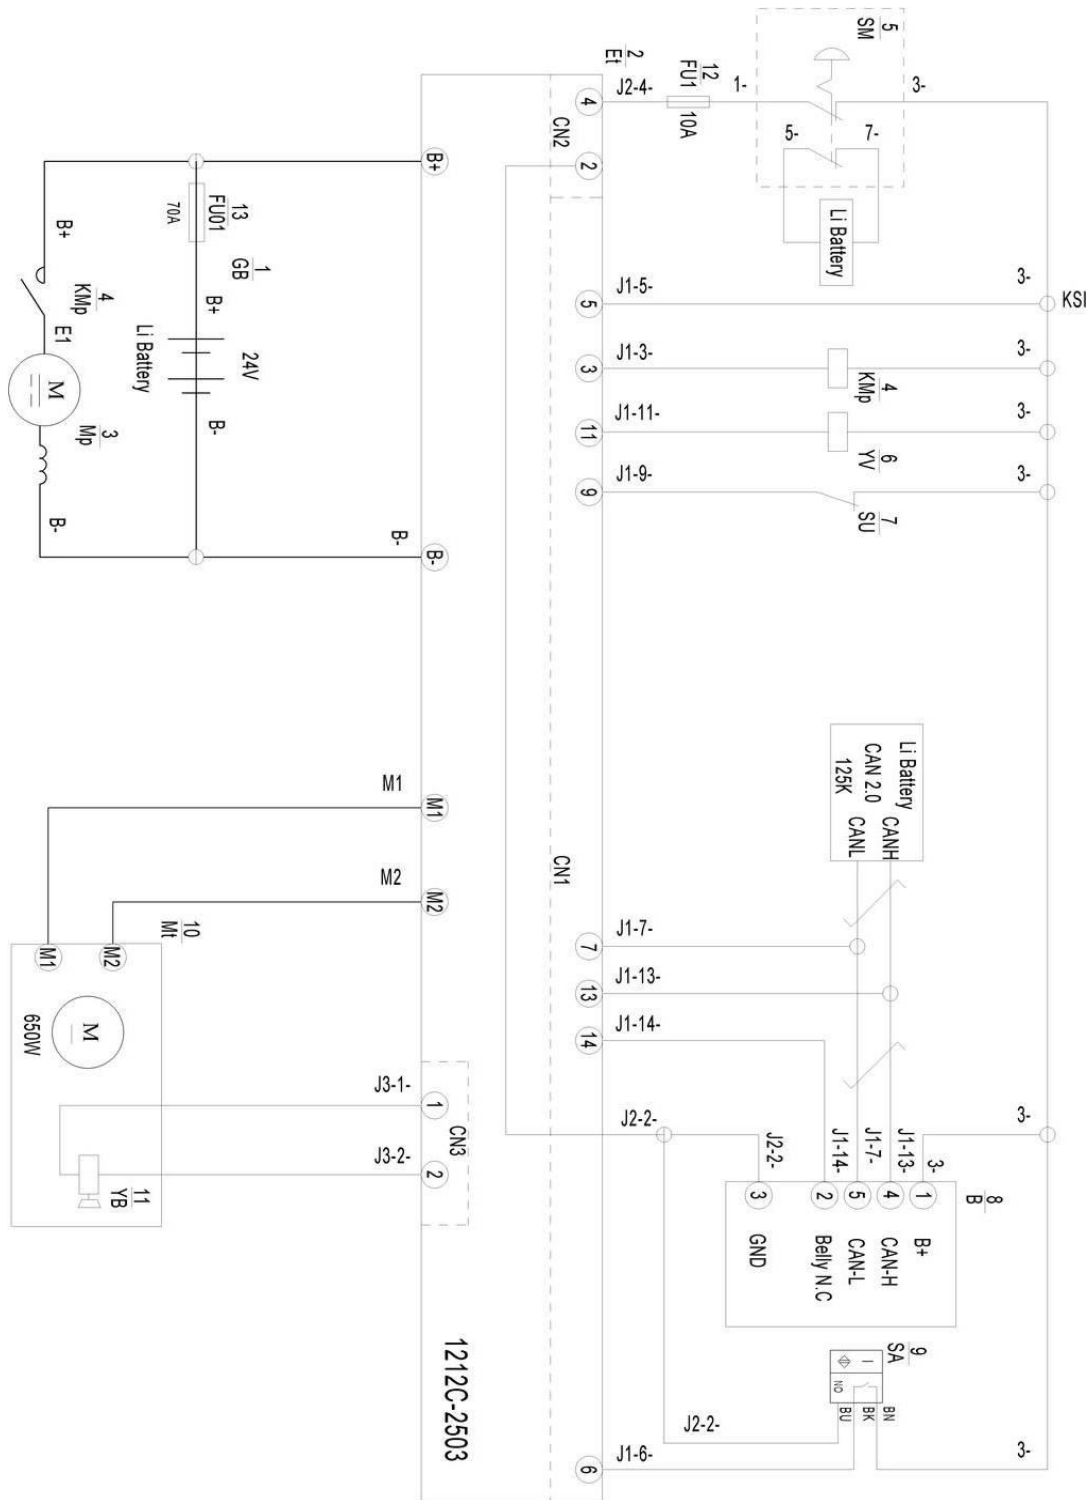 5
SM
2
Et
12
FU1
J2-4-
10A
1-
3-
4
CN2
2
5-
7-
Li Battery
B+
13
FU01
70A
B+
1
GB
B+
4
KMp
E1
Li Battery
24V
M
3
Mp
B-
B-
B-
B-
J1-5-
5
3-
KSI
J1-3-
3
4
KMp
3-
J1-11-
11
6
YV
3-
J1-9-
9
7
SU
3-
Li Battery
CAN 2.0
125K
CANH
CANL
M1
M1
M2
M2
CN1
J1-7-
7
J1-13-
13
J1-14-
14
10
Mt
M1
M2
M
650W
J3-1-
1
J3-2-
2
CN3
11
YB
J2-2-
J2-2-
J1-14-
J1-7-
J1-13-
3-
3-
3
2
5
4
1
8
B
GND
Belly N.C
CAN-L
CAN-H
B+
1212C-2503
9
SA
I
NO
BU
BK
BN
J2-2-
J1-6-
6
3-